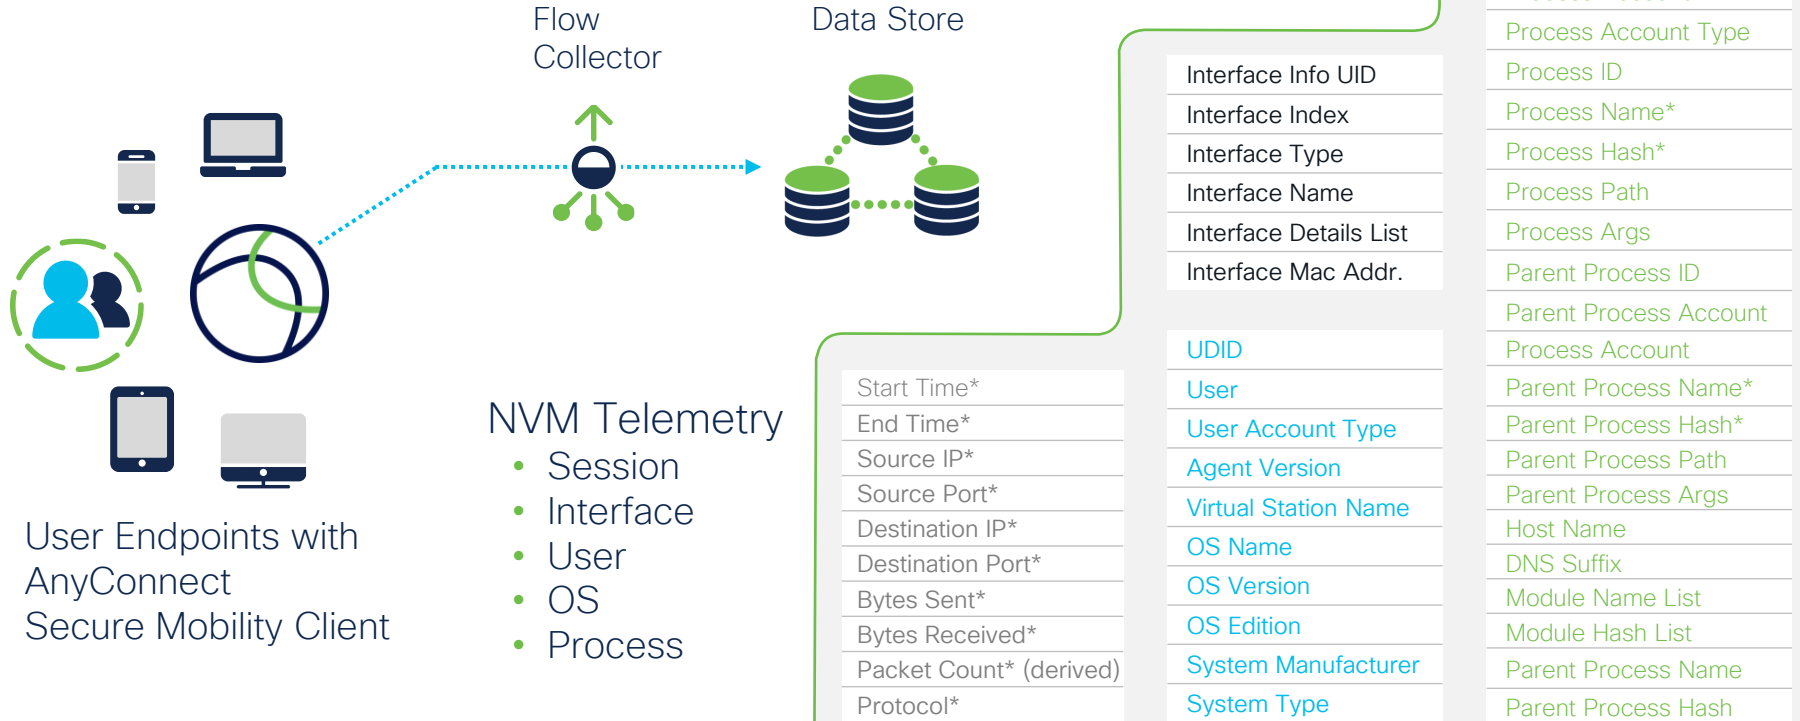 Flow
Collector
Data Store
User Endpoints with
AnyConnect
Secure Mobility Client
NVM Telemetry
• Session
• Interface
• User
• OS
• Process
Start Time*
End Time*
Source IP*
Source Port*
Destination IP*
Destination Port*
Bytes Sent*
Bytes Received*
Packet Count* (derived)
Protocol*
Interface Info UID
Interface Index
Interface Type
Interface Name
Interface Details List
Interface Mac Addr.
UDID
User
User Account Type
Agent Version
Virtual Station Name
OS Name
OS Version
OS Edition
System Manufacturer
System Type
Process Account Type
Process ID
Process Name*
Process Hash*
Process Path
Process Args
Parent Process ID
Parent Process Account
Process Account
Parent Process Name*
Parent Process Hash*
Parent Process Path
Parent Process Args
Host Name
DNS Suffix
Module Name List
Module Hash List
Parent Process Name
Parent Process Hash